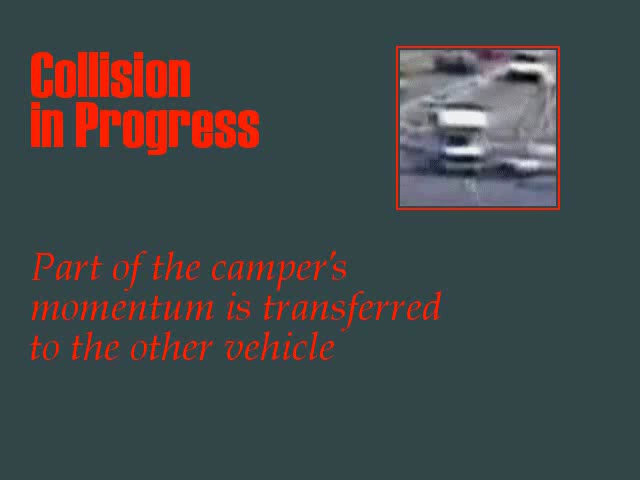 Collision
in Progress
Part of the camper's
momentum is transferred
to the other vehicle